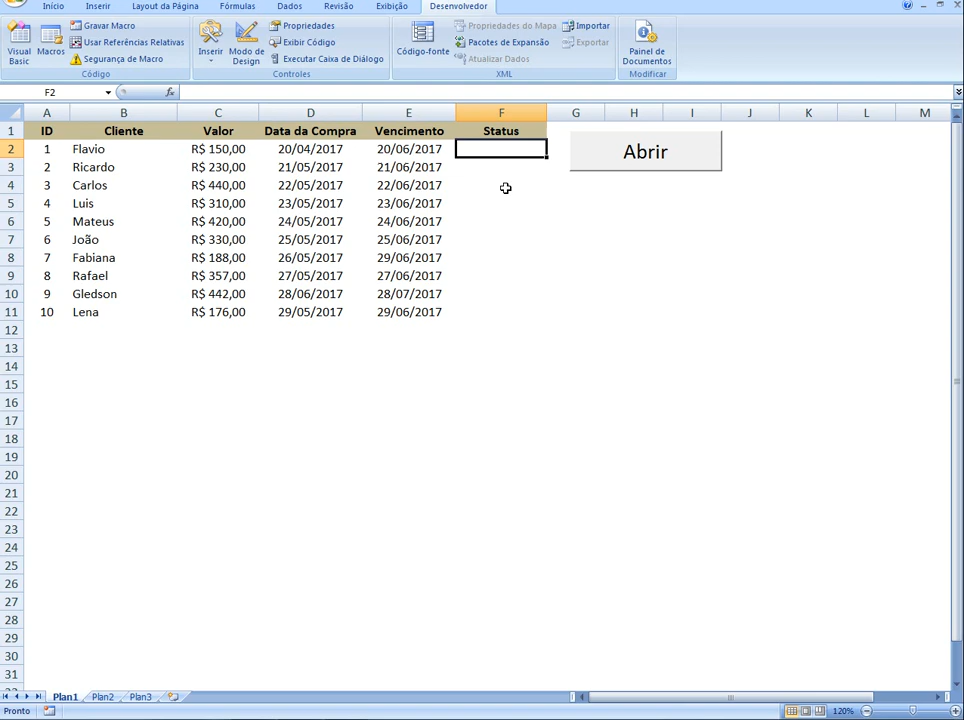 Início Inserir Layout da Página Fórmulas Dados Revisão Exibição Desenvolvedor
Visual Basic
Macros
Gravar Macro
Usar Referências Relativas
Segurança de Macro
Código
Inserir
Modo de Design
Propriedades
Exibir Código
Executar Caixa de Diálogo
Controles
Código-fonte
Propriedades do Mapa
Pacotes de Expansão
Atualizar Dados
Importar
Exportar
XML
Painel de Documentos
Modificar
F2 fx
A B C D E F G H I J K L M
1 ID Cliente Valor Data da Compra Vencimento Status
2 1 Flavio R$ 150,00 20/04/2017 20/06/2017
Abrir
3 2 Ricardo R$ 230,00 21/05/2017 21/06/2017
4 3 Carlos R$ 440,00 22/05/2017 22/06/2017
5 4 Luis R$ 310,00 23/05/2017 23/06/2017
6 5 Mateus R$ 420,00 24/05/2017 24/06/2017
7 6 João R$ 330,00 25/05/2017 25/06/2017
8 7 Fabiana R$ 188,00 26/05/2017 29/06/2017
9 8 Rafael R$ 357,00 27/05/2017 27/06/2017
10 9 Gledson R$ 442,00 28/06/2017 28/07/2017
11 10 Lena R$ 176,00 29/05/2017 29/06/2017
12
13
14
15
16
17
18
19
20
21
22
23
24
25
26
27
28
29
30
31
Plan1 Plan2 Plan3
Pronto 120%